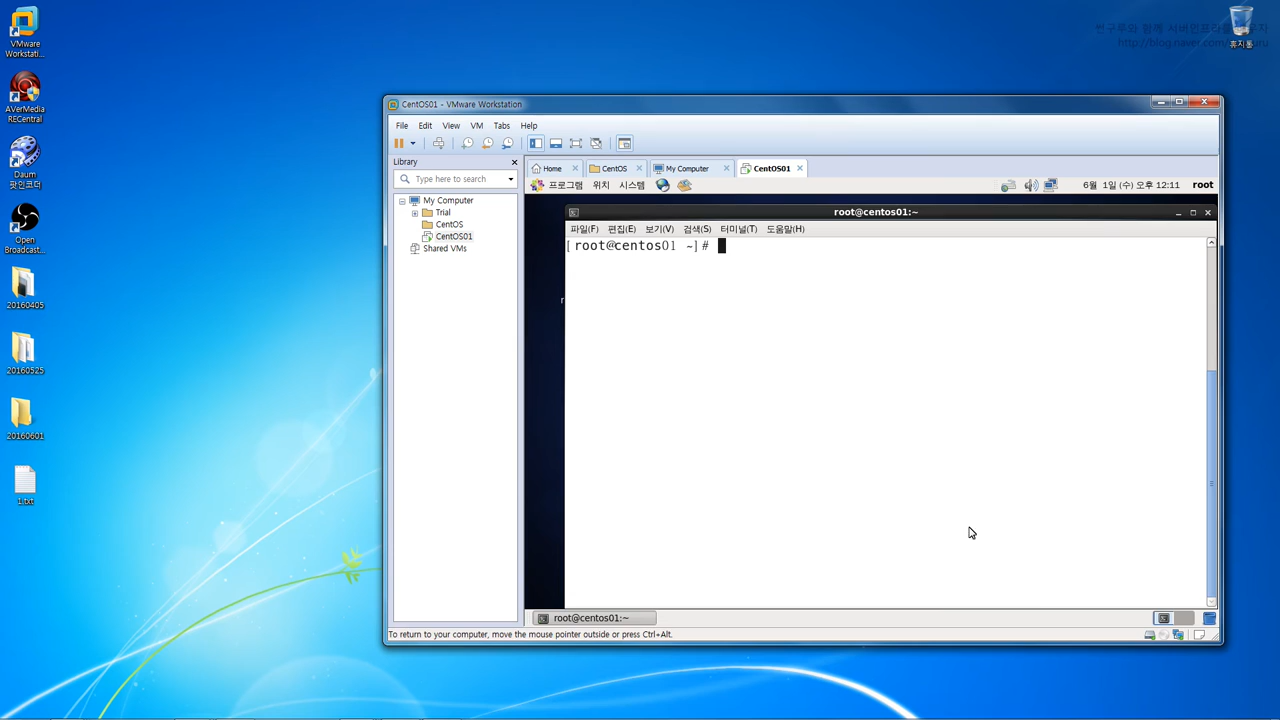 VMware
Workstati...
AVerMedia
RECentral
Daum
팟인코더
Open
Broadcast...
20160405
20160525
20160601
1.txt
http://blog.naver.com/
휴지통
CentOS01 - VMware Workstation
File Edit View VM Tabs Help
Library
Type here to search
My Computer
Trial
CentOS
CentOS01
Shared VMs
Home CentOS My Computer CentOS01
프로그램 위치 시스템 6월 1일 (수) 오후 12:11 root
root@centos01:~
파일(F) 편집(E) 보기(V) 검색(S) 터미널(T) 도움말(H)
[root@centos01 ~]#
r
root@centos01:~
To return to your computer, move the mouse pointer outside or press Ctrl+Alt.